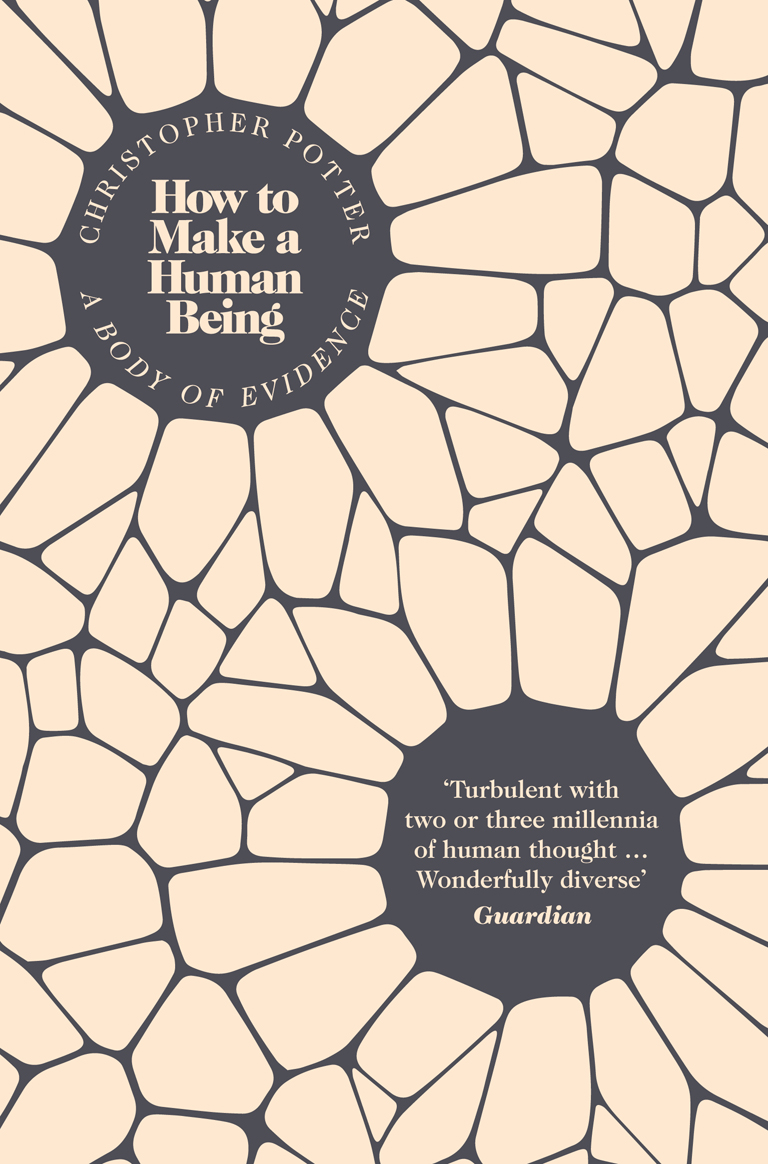 CHRISTOPHER POTTER
How to
Make a
Human
Being
A BODY OF EVIDENCE
‘Turbulent with
two or three millennia
of human thought ...
Wonderfully diverse’
Guardian